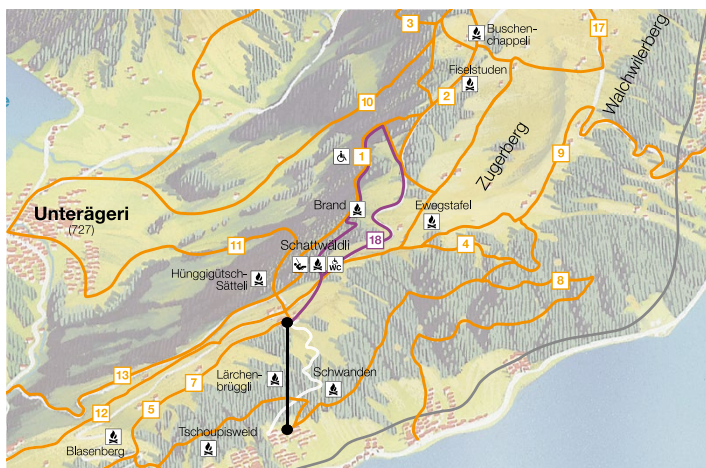 3
Buschen-
chappeli
17
Walchwilerberg
Fiselstuden
2
10
9
1
Zugerberg
Brand
Ewegstafel
Unterägeri
(727)
18
11
4
Schattwäldli
WC
Hünggigütsch-
Sätteli
8
13
7
Lärchen-
brüggli
Schwanden
12
5
Tschoupisweid
Blasenberg